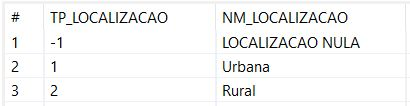 # TP_LOCALIZACAO NM_LOCALIZACAO
1 -1 LOCALIZACAO NULA
2 1 Urbana
3 2 Rural